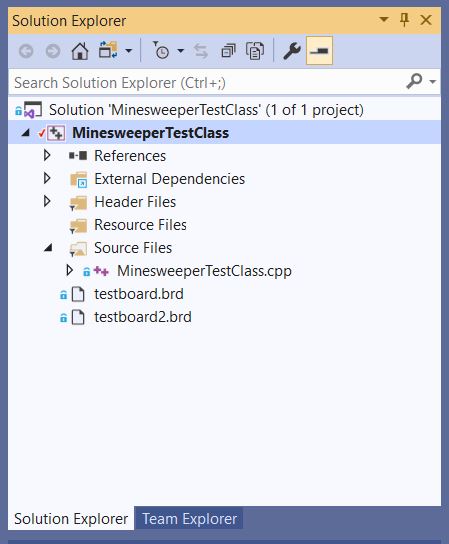 Solution Explorer
Search Solution Explorer (Ctrl+;)
Solution 'MinesweeperTestClass' (1 of 1 project)
MinesweeperTestClass
References
External Dependencies
Header Files
Resource Files
Source Files
MinesweeperTestClass.cpp
testboard.brd
testboard2.brd
Solution Explorer Team Explorer